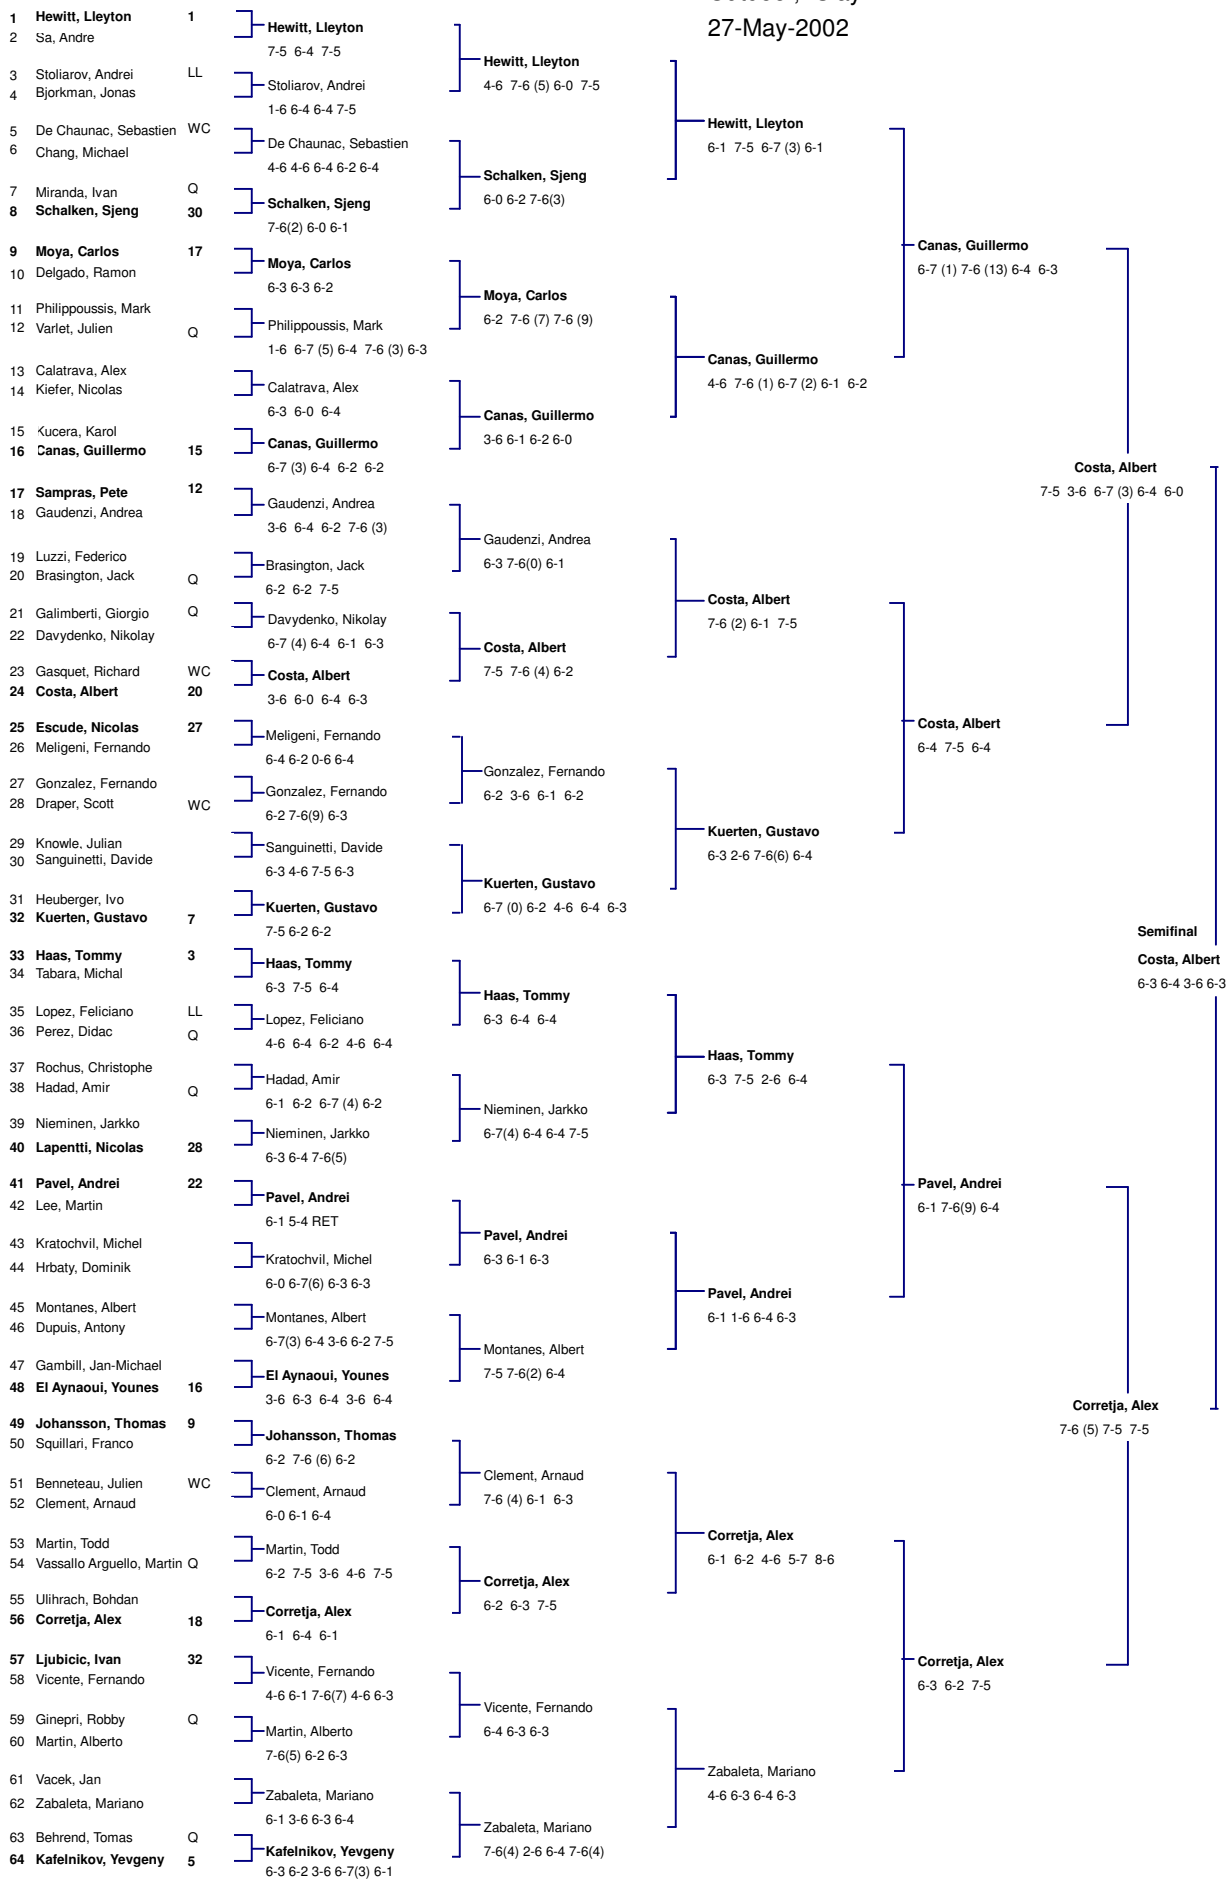 27-May-2002
1 Hewitt, Lleyton 1
2 Sa, Andre
3 Stoliarov, Andrei LL
4 Bjorkman, Jonas
5 De Chaunac, Sebastien WC
6 Chang, Michael
7 Miranda, Ivan Q
8 Schalken, Sjeng 30
9 Moya, Carlos 17
10 Delgado, Ramon
11 Philippoussis, Mark
12 Varlet, Julien Q
13 Calatrava, Alex
14 Kiefer, Nicolas
15 Kucera, Karol
16 Canas, Guillermo 15
17 Sampras, Pete 12
18 Gaudenzi, Andrea
19 Luzzi, Federico
20 Brasington, Jack Q
21 Galimberti, Giorgio Q
22 Davydenko, Nikolay
23 Gasquet, Richard WC
24 Costa, Albert 20
25 Escude, Nicolas 27
26 Meligeni, Fernando
27 Gonzalez, Fernando
28 Draper, Scott WC
29 Knowle, Julian
30 Sanguinetti, Davide
31 Heuberger, Ivo
32 Kuerten, Gustavo 7
33 Haas, Tommy 3
34 Tabara, Michal
35 Lopez, Feliciano LL
36 Perez, Didac Q
37 Rochus, Christophe
38 Hadad, Amir Q
39 Nieminen, Jarkko
40 Lapentti, Nicolas 28
41 Pavel, Andrei 22
42 Lee, Martin
43 Kratochvil, Michel
44 Hrbaty, Dominik
45 Montanes, Albert
46 Dupuis, Antony
47 Gambill, Jan-Michael
48 El Aynaoui, Younes 16
49 Johansson, Thomas 9
50 Squillari, Franco
51 Benneteau, Julien WC
52 Clement, Arnaud
53 Martin, Todd
54 Vassallo Arguello, Martin Q
55 Ulihrach, Bohdan
56 Corretja, Alex 18
57 Ljubicic, Ivan 32
58 Vicente, Fernando
59 Ginepri, Robby Q
60 Martin, Alberto
61 Vacek, Jan
62 Zabaleta, Mariano
63 Behrend, Tomas Q
64 Kafelnikov, Yevgeny 5
Hewitt, Lleyton
7-5 6-4 7-5
Stoliarov, Andrei
1-6 6-4 6-4 7-5
De Chaunac, Sebastien
4-6 4-6 6-4 6-2 6-4
Schalken, Sjeng
7-6(2) 6-0 6-1
Moya, Carlos
6-3 6-3 6-2
Philippoussis, Mark
1-6 6-7 (5) 6-4 7-6 (3) 6-3
Calatrava, Alex
6-3 6-0 6-4
Canas, Guillermo
6-7 (3) 6-4 6-2 6-2
Gaudenzi, Andrea
3-6 6-4 6-2 7-6 (3)
Brasington, Jack
6-2 6-2 7-5
Davydenko, Nikolay
6-7 (4) 6-4 6-1 6-3
Costa, Albert
3-6 6-0 6-4 6-3
Meligeni, Fernando
6-4 6-2 0-6 6-4
Gonzalez, Fernando
6-2 7-6(9) 6-3
Sanguinetti, Davide
6-3 4-6 7-5 6-3
Kuerten, Gustavo
7-5 6-2 6-2
Haas, Tommy
6-3 7-5 6-4
Lopez, Feliciano
4-6 6-4 6-2 4-6 6-4
Hadad, Amir
6-1 6-2 6-7 (4) 6-2
Nieminen, Jarkko
6-3 6-4 7-6(5)
Pavel, Andrei
6-1 5-4 RET
Kratochvil, Michel
6-0 6-7(6) 6-3 6-3
Montanes, Albert
6-7(3) 6-4 3-6 6-2 7-5
El Aynaoui, Younes
3-6 6-3 6-4 3-6 6-4
Johansson, Thomas
6-2 7-6 (6) 6-2
Clement, Arnaud
6-0 6-1 6-4
Martin, Todd
6-2 7-5 3-6 4-6 7-5
Corretja, Alex
6-1 6-4 6-1
Vicente, Fernando
4-6 6-1 7-6(7) 4-6 6-3
Martin, Alberto
7-6(5) 6-2 6-3
Zabaleta, Mariano
6-1 3-6 6-3 6-4
Kafelnikov, Yevgeny
6-3 6-2 3-6 6-7(3) 6-1
Hewitt, Lleyton
4-6 7-6 (5) 6-0 7-5
Schalken, Sjeng
6-0 6-2 7-6(3)
Moya, Carlos
6-2 7-6 (7) 7-6 (9)
Canas, Guillermo
3-6 6-1 6-2 6-0
Gaudenzi, Andrea
6-3 7-6(0) 6-1
Costa, Albert
7-5 7-6 (4) 6-2
Gonzalez, Fernando
6-2 3-6 6-1 6-2
Kuerten, Gustavo
6-7 (0) 6-2 4-6 6-4 6-3
Haas, Tommy
6-3 6-4 6-4
Nieminen, Jarkko
6-7(4) 6-4 6-4 7-5
Pavel, Andrei
6-3 6-1 6-3
Montanes, Albert
7-5 7-6(2) 6-4
Clement, Arnaud
7-6 (4) 6-1 6-3
Corretja, Alex
6-2 6-3 7-5
Vicente, Fernando
6-4 6-3 6-3
Zabaleta, Mariano
7-6(4) 2-6 6-4 7-6(4)
Hewitt, Lleyton
6-1 7-5 6-7 (3) 6-1
Canas, Guillermo
4-6 7-6 (1) 6-7 (2) 6-1 6-2
Costa, Albert
7-6 (2) 6-1 7-5
Kuerten, Gustavo
6-3 2-6 7-6(6) 6-4
Haas, Tommy
6-3 7-5 2-6 6-4
Pavel, Andrei
6-1 1-6 6-4 6-3
Corretja, Alex
6-1 6-2 4-6 5-7 8-6
Zabaleta, Mariano
4-6 6-3 6-4 6-3
Canas, Guillermo
6-7 (1) 7-6 (13) 6-4 6-3
Costa, Albert
6-4 7-5 6-4
Pavel, Andrei
6-1 7-6(9) 6-4
Corretja, Alex
6-3 6-2 7-5
Costa, Albert
7-5 3-6 6-7 (3) 6-4 6-0
Corretja, Alex
7-6 (5) 7-5 7-5
Semifinal
Costa, Albert
6-3 6-4 3-6 6-3